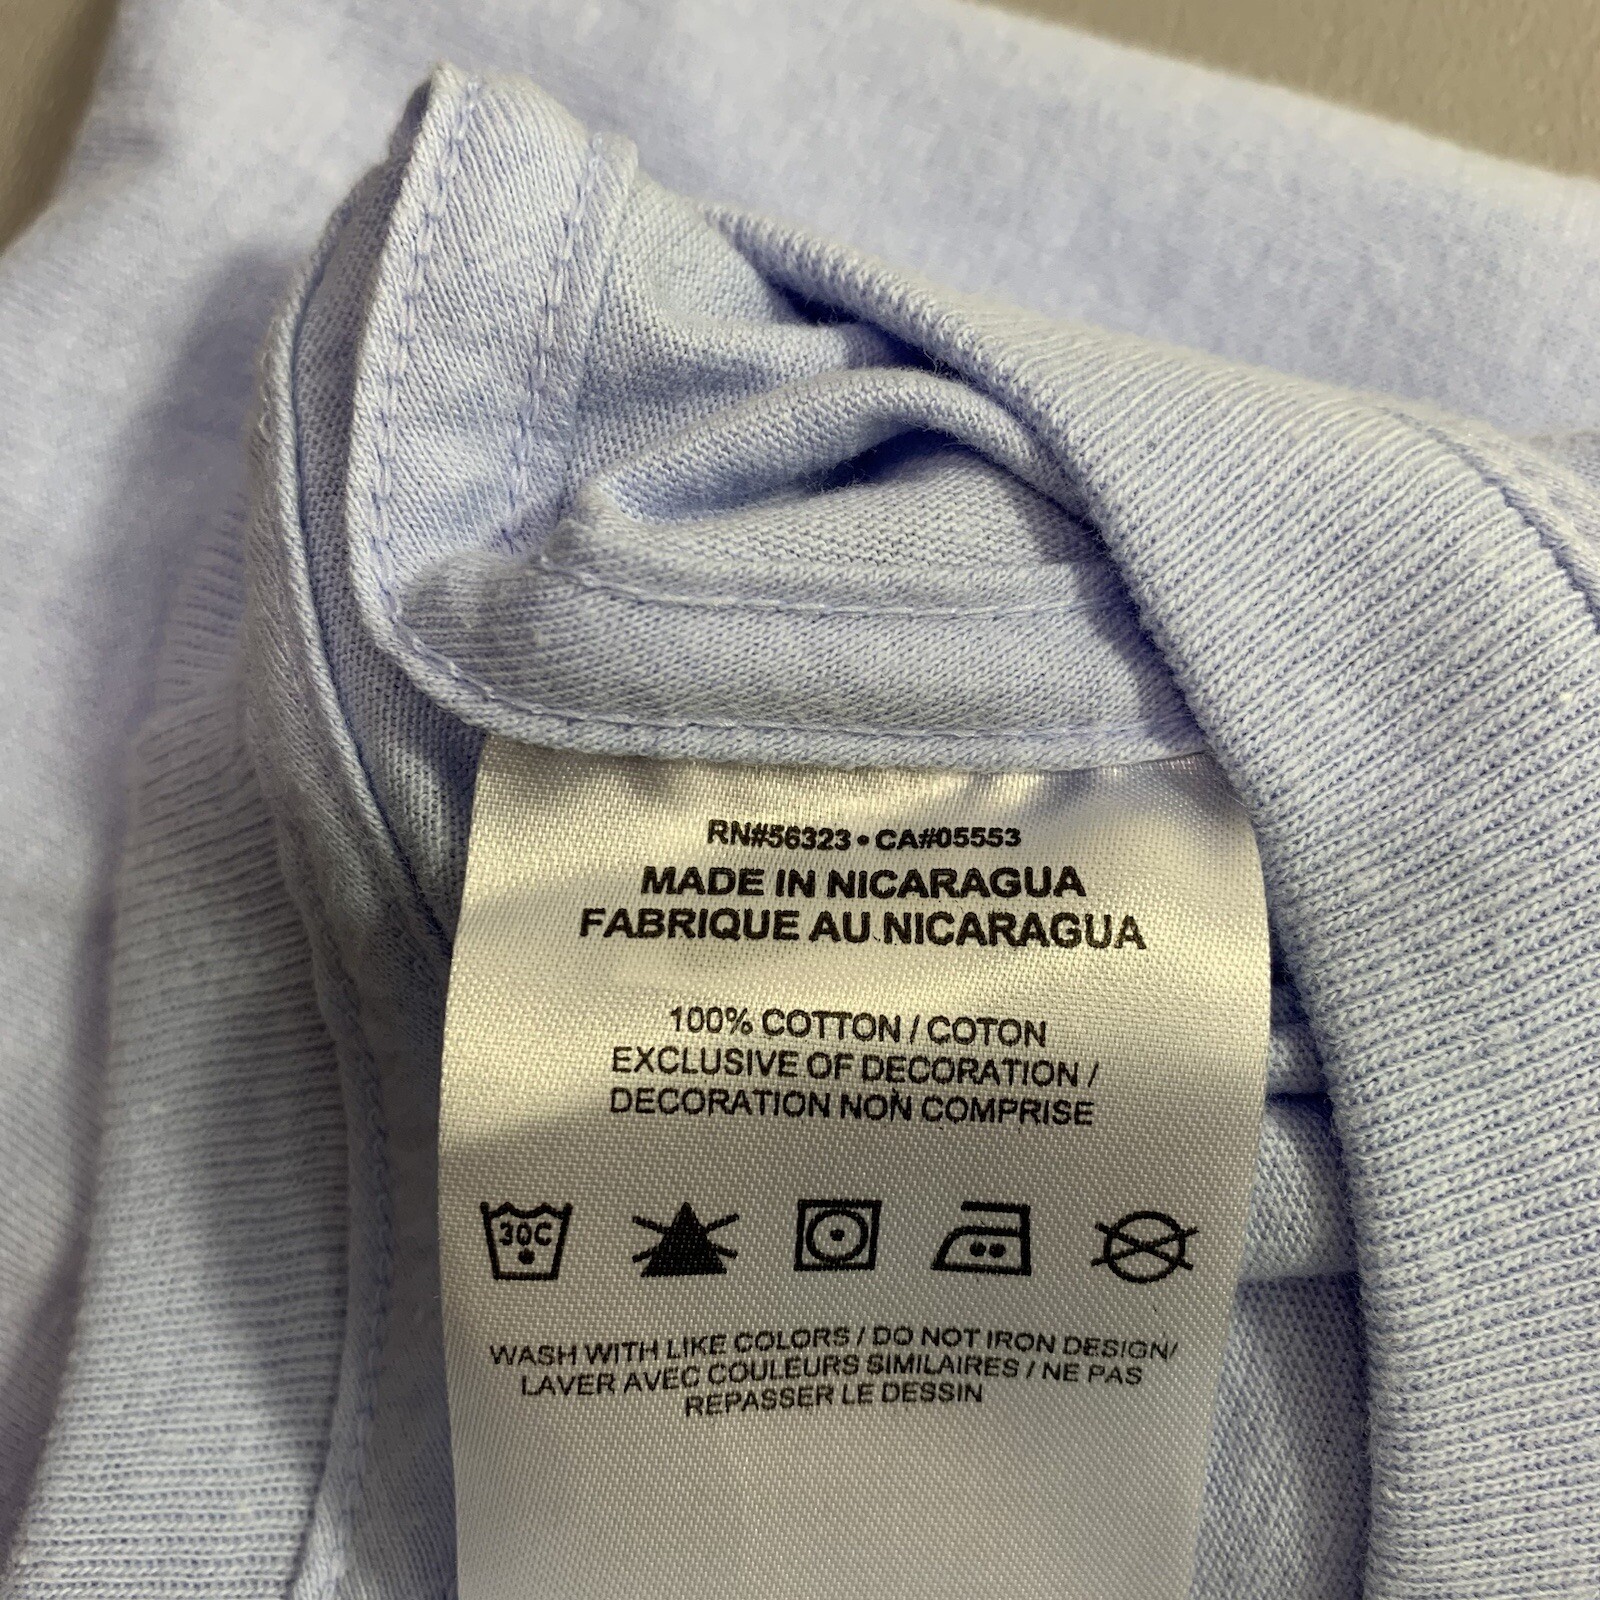 RN#56323 • CA#05553
MADE IN NICARAGUA
FABRIQUE AU NICARAGUA
100% COTTON / COTON
EXCLUSIVE OF DECORATION /
DECORATION NON COMPRISE
30C
WASH WITH LIKE COLORS / DO NOT IRON DESIGN/
LAVER AVEC COULEURS SIMILAIRES / NE PAS
REPASSER LE DESSIN